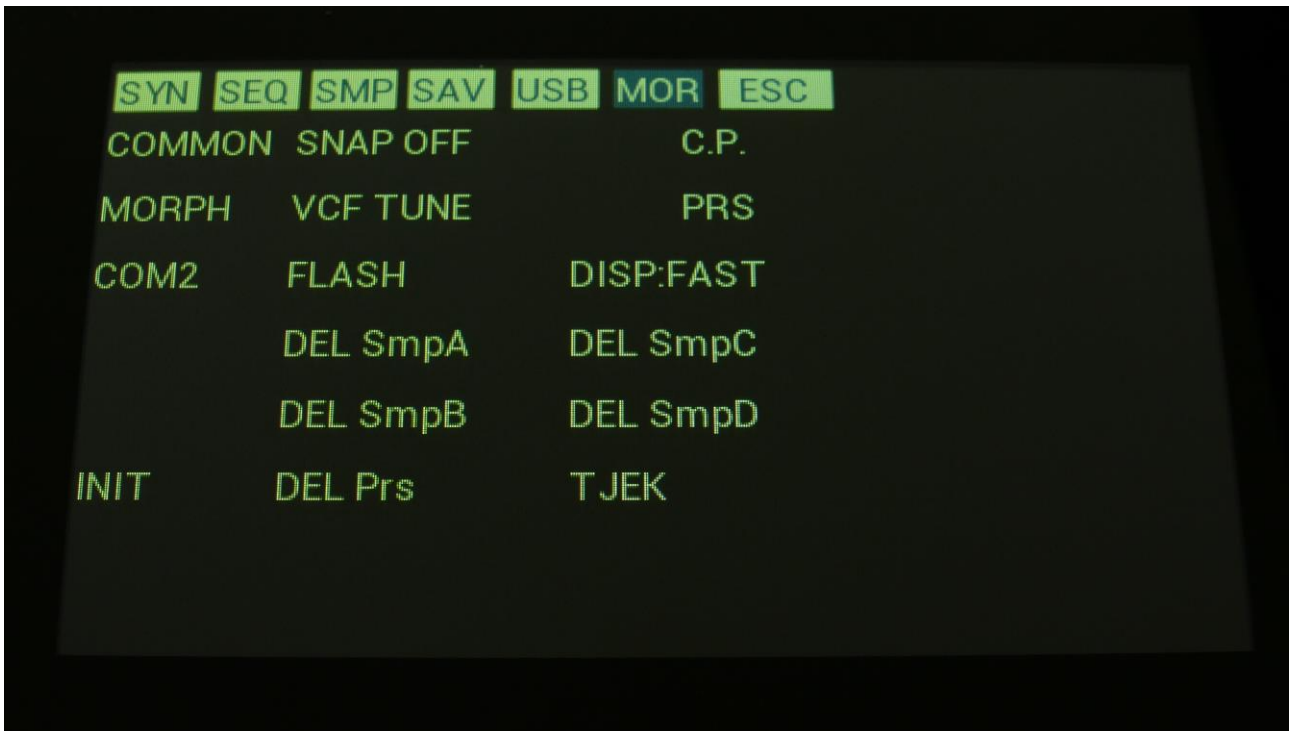 SYN SEQ SMP SAV USB MOR ESC
COMMON SNAP OFF C.P.
MORPH VCF TUNE PRS
COM2 FLASH DISP:FAST
DEL SmpA DEL SmpC
DEL SmpB DEL SmpD
INIT DEL Prs TJEK